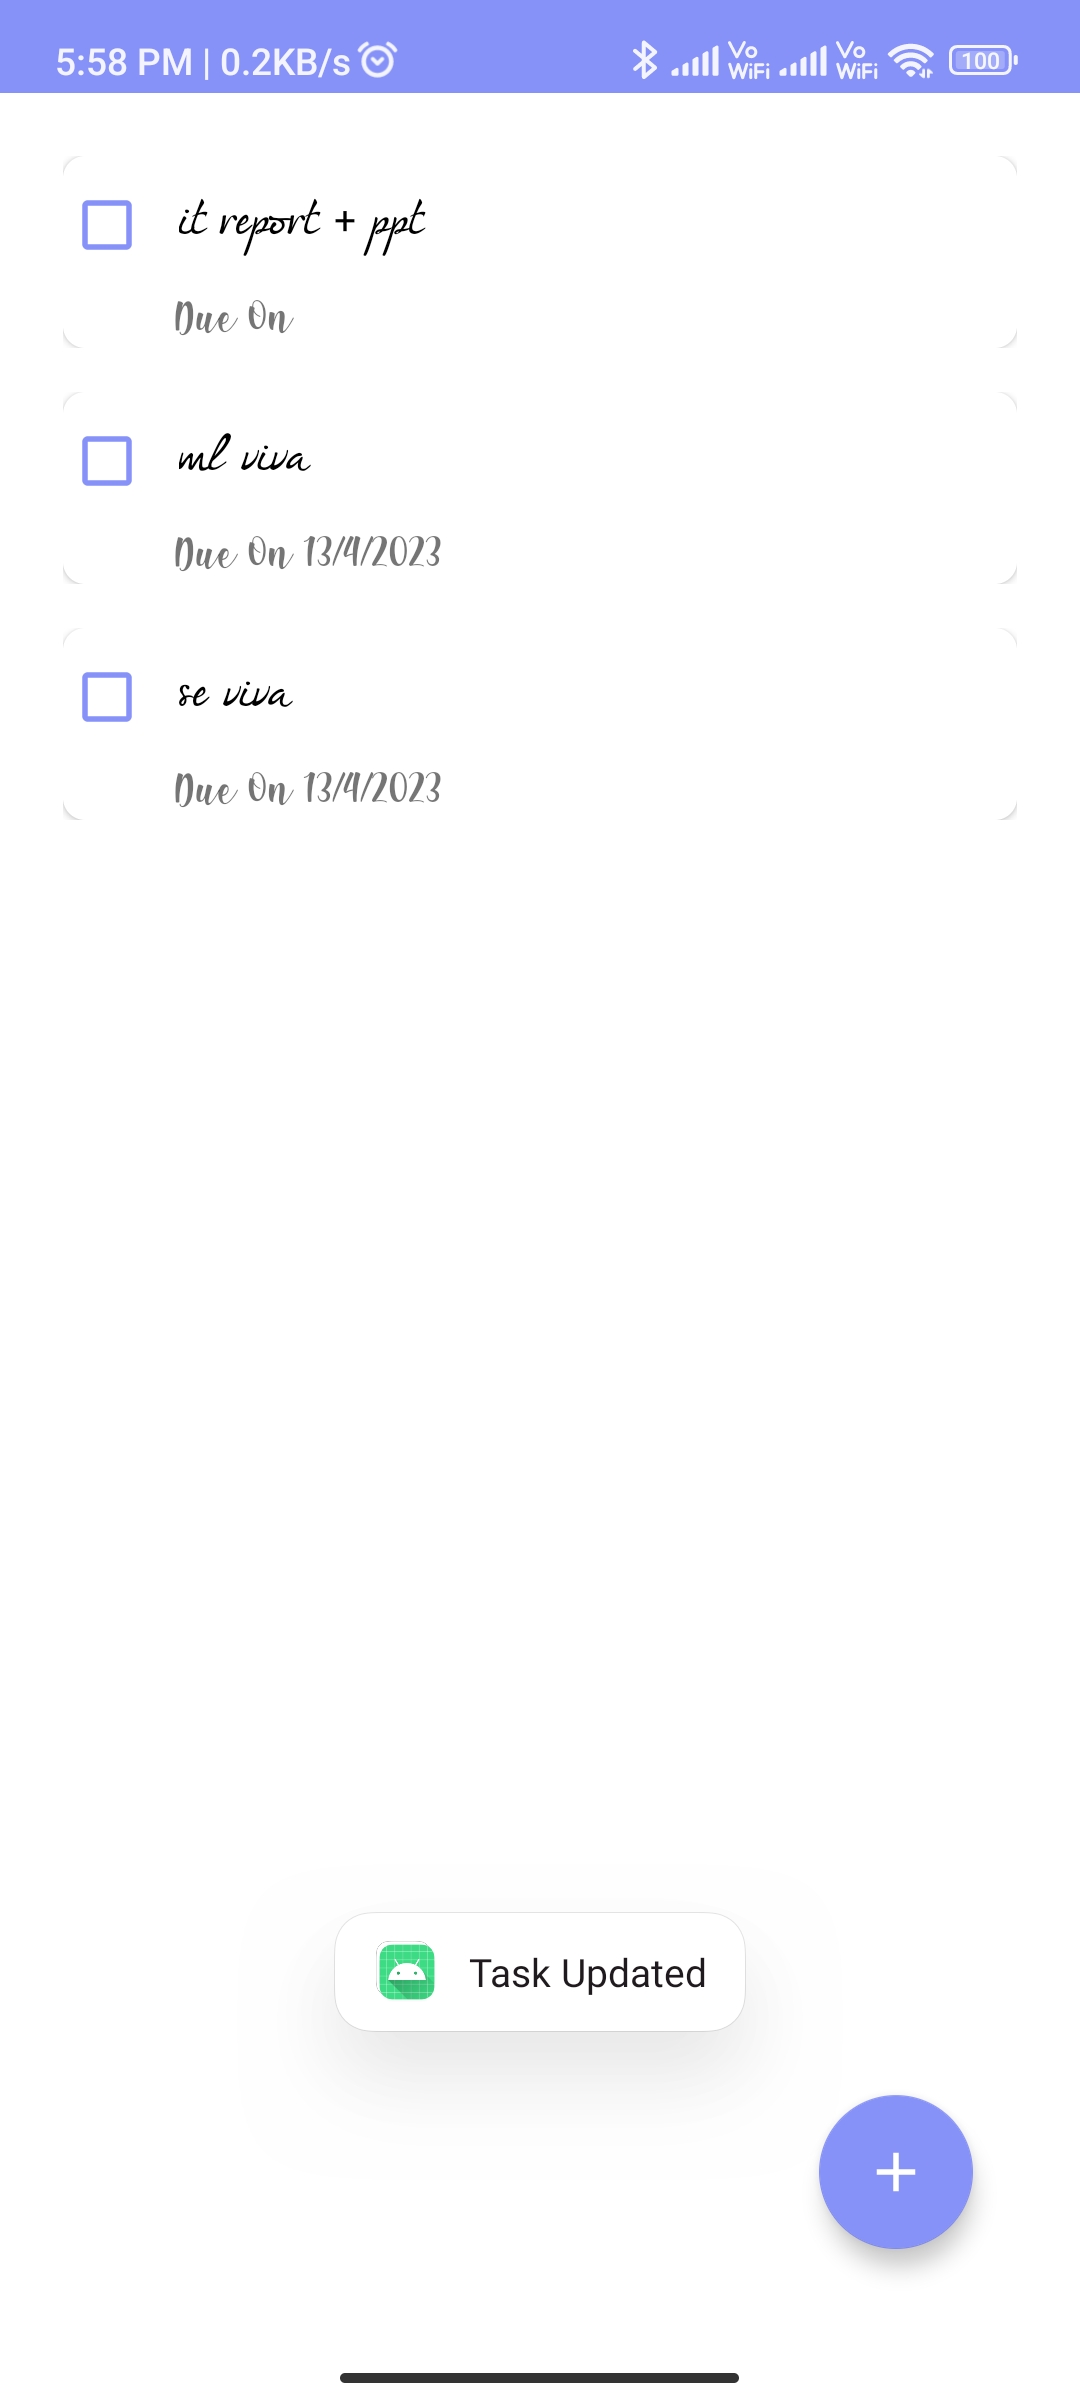 5:58 PM | 0.2KB/s Vo WiFi Vo WiFi 100
it report + ppt
Due On
ml viva
Due On 13/4/2023
se viva
Due On 13/4/2023
Task Updated